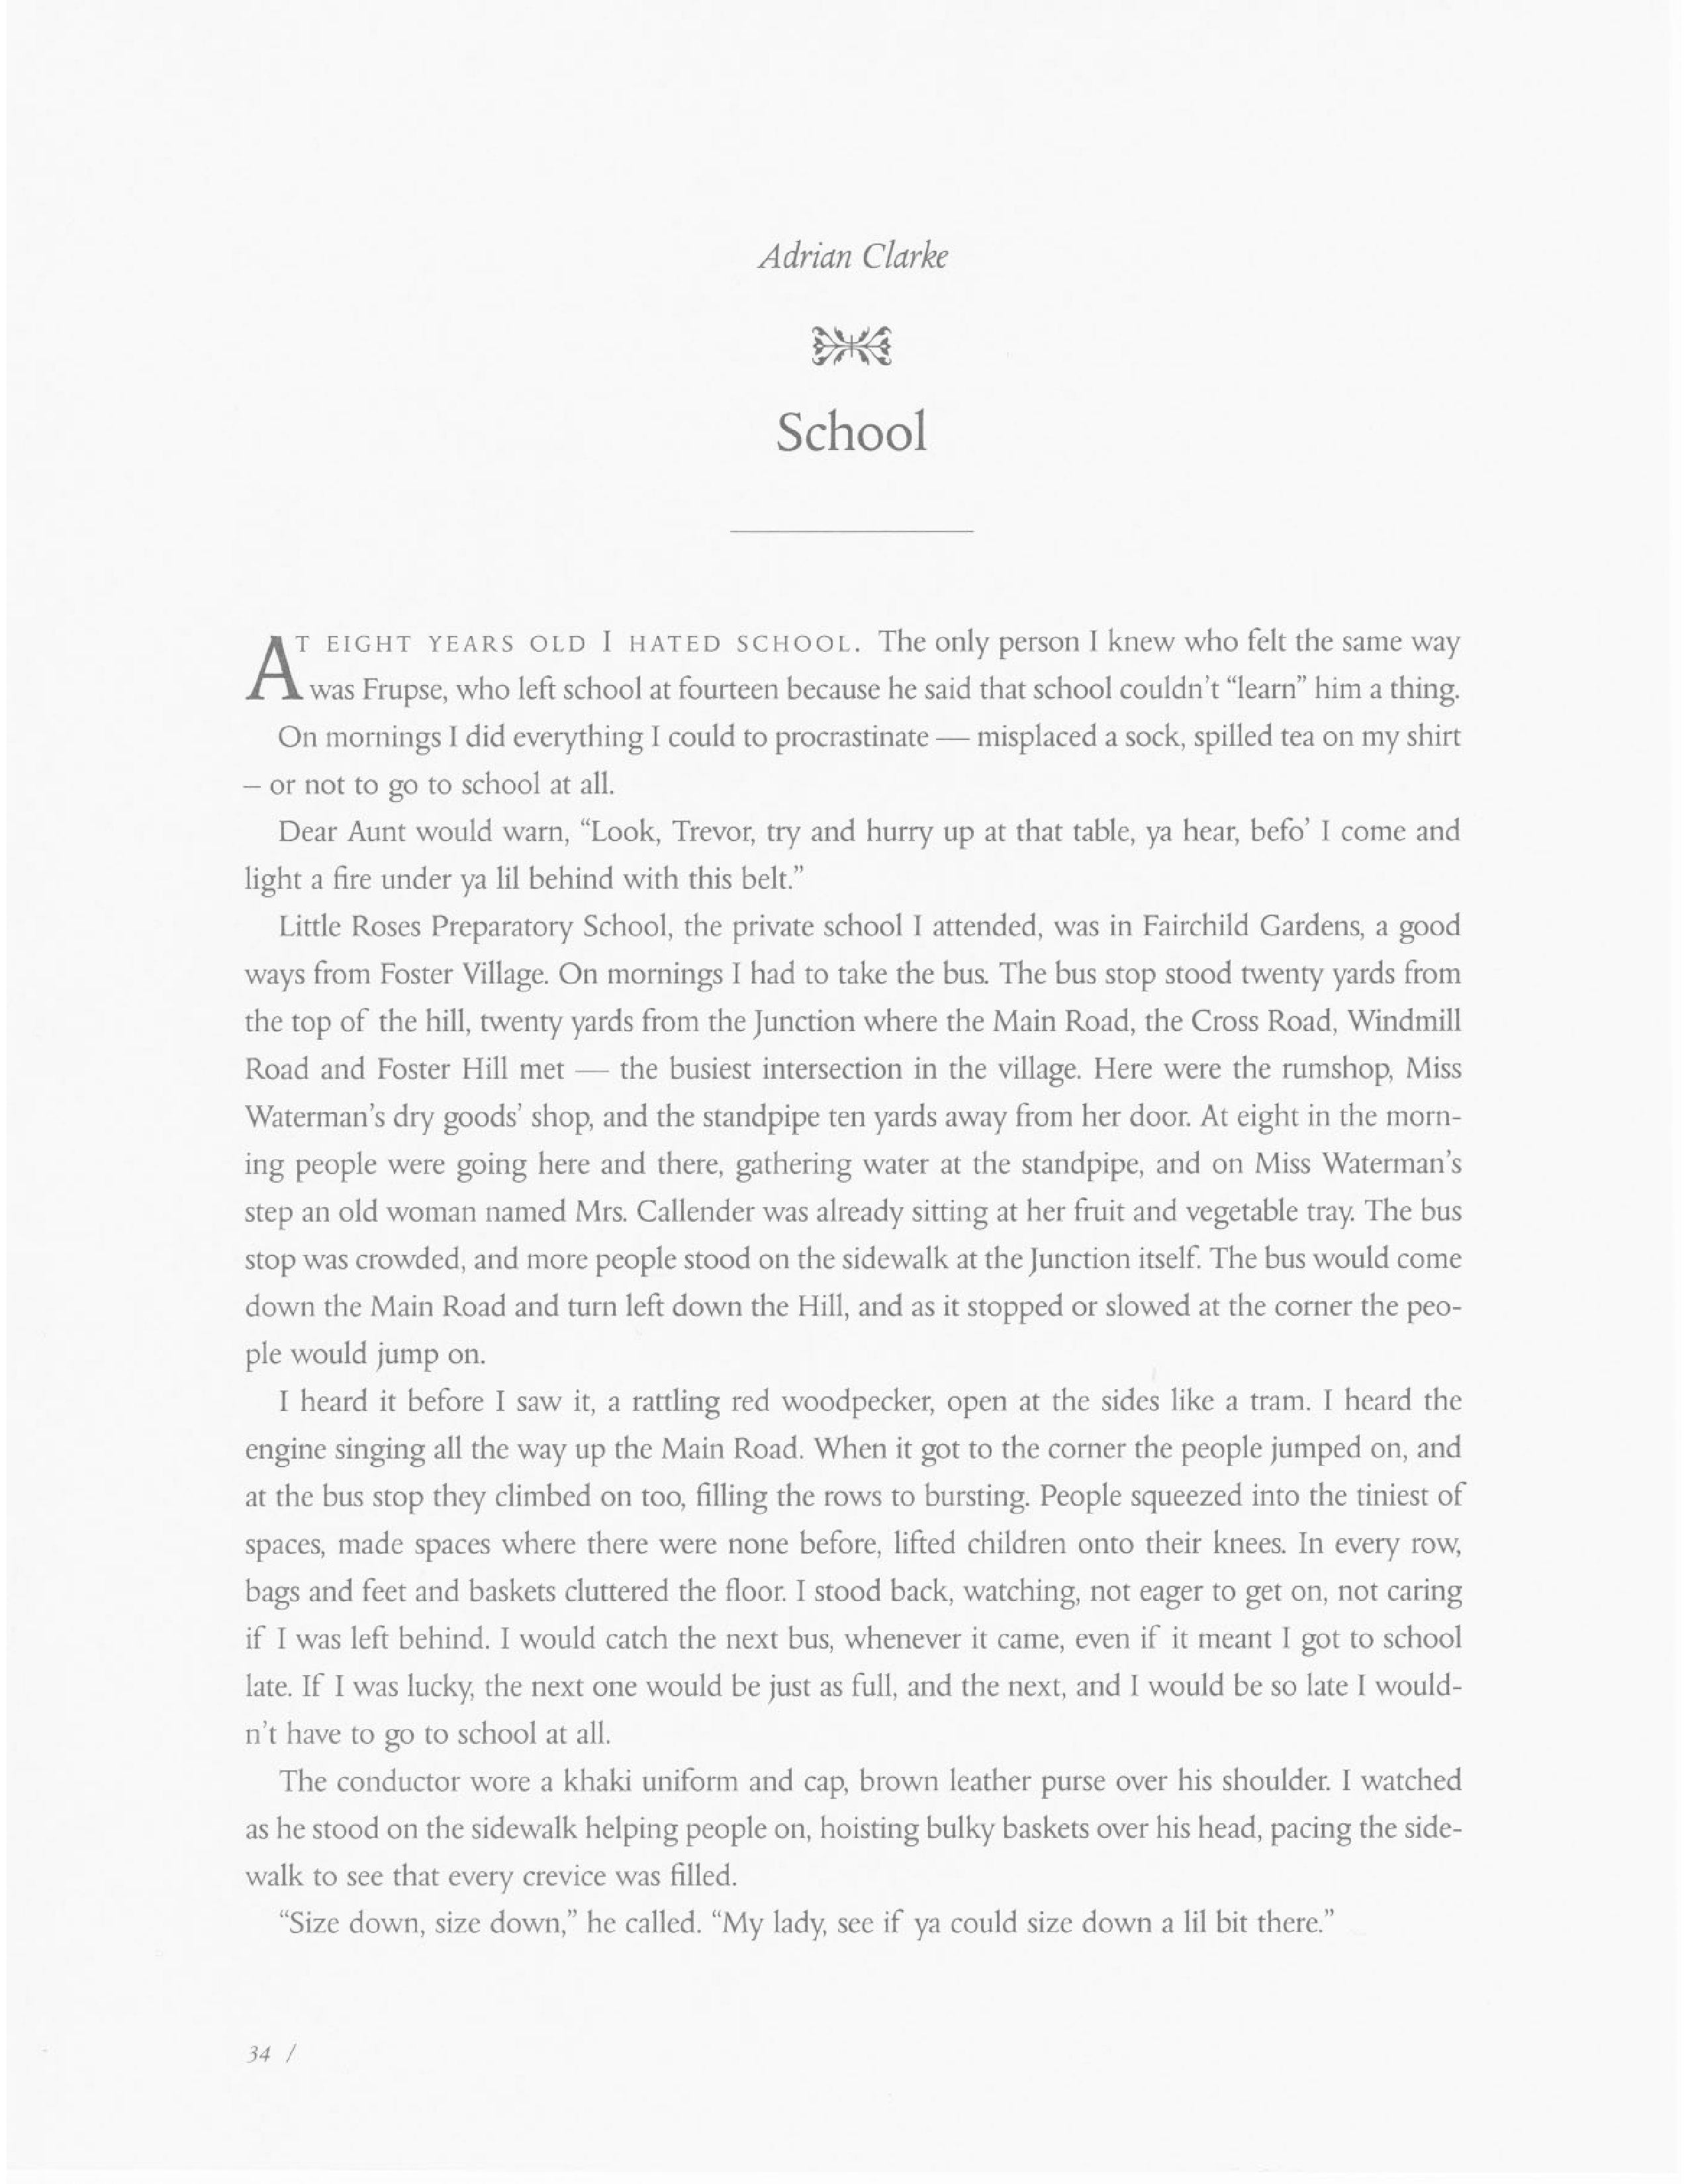 Adrian Clarke
School
AT EIGHT YEARS OLD I HATED SCHOOL. The only person I knew who felt the same way
was Frupse, who left school at fourteen because he said that school couldn't “learn” him a thing.
On mornings I did everything I could to procrastinate — misplaced a sock, spilled tea on my shirt
– or not to go to school at all.
Dear Aunt would warn, “Look, Trevor, try and hurry up at that table, ya hear, befo’ I come and
light a fire under ya lil behind with this belt.”
Little Roses Preparatory School, the private school I attended, was in Fairchild Gardens, a good
ways from Foster Village. On mornings I had to take the bus. The bus stop stood twenty yards from
the top of the hill, twenty yards from the Junction where the Main Road, the Cross Road, Windmill
Road and Foster Hill met — the busiest intersection in the village. Here were the rumshop, Miss
Waterman’s dry goods’ shop, and the standpipe ten yards away from her door. At eight in the morn-
ing people were going here and there, gathering water at the standpipe, and on Miss Waterman’s
step an old woman named Mrs. Callender was already sitting at her fruit and vegetable tray. The bus
stop was crowded, and more people stood on the sidewalk at the Junction itself. The bus would come
down the Main Road and turn left down the Hill, and as it stopped or slowed at the corner the peo-
ple would jump on.
I heard it before I saw it, a rattling red woodpecker, open at the sides like a tram. I heard the
engine singing all the way up the Main Road. When it got to the corner the people jumped on, and
at the bus stop they climbed on too, filling the rows to bursting. People squeezed into the tiniest of
spaces, made spaces where there were none before, lifted children onto their knees. In every row,
bags and feet and baskets cluttered the floor. I stood back, watching, not eager to get on, not caring
if I was left behind. I would catch the next bus, whenever it came, even if it meant I got to school
late. If I was lucky, the next one would be just as full, and the next, and I would be so late I would-
n’t have to go to school at all.
The conductor wore a khaki uniform and cap, brown leather purse over his shoulder. I watched
as he stood on the sidewalk helping people on, hoisting bulky baskets over his head, pacing the side-
walk to see that every crevice was filled.
“Size down, size down,” he called. “My lady, see if ya could size down a lil bit there.”
34 /